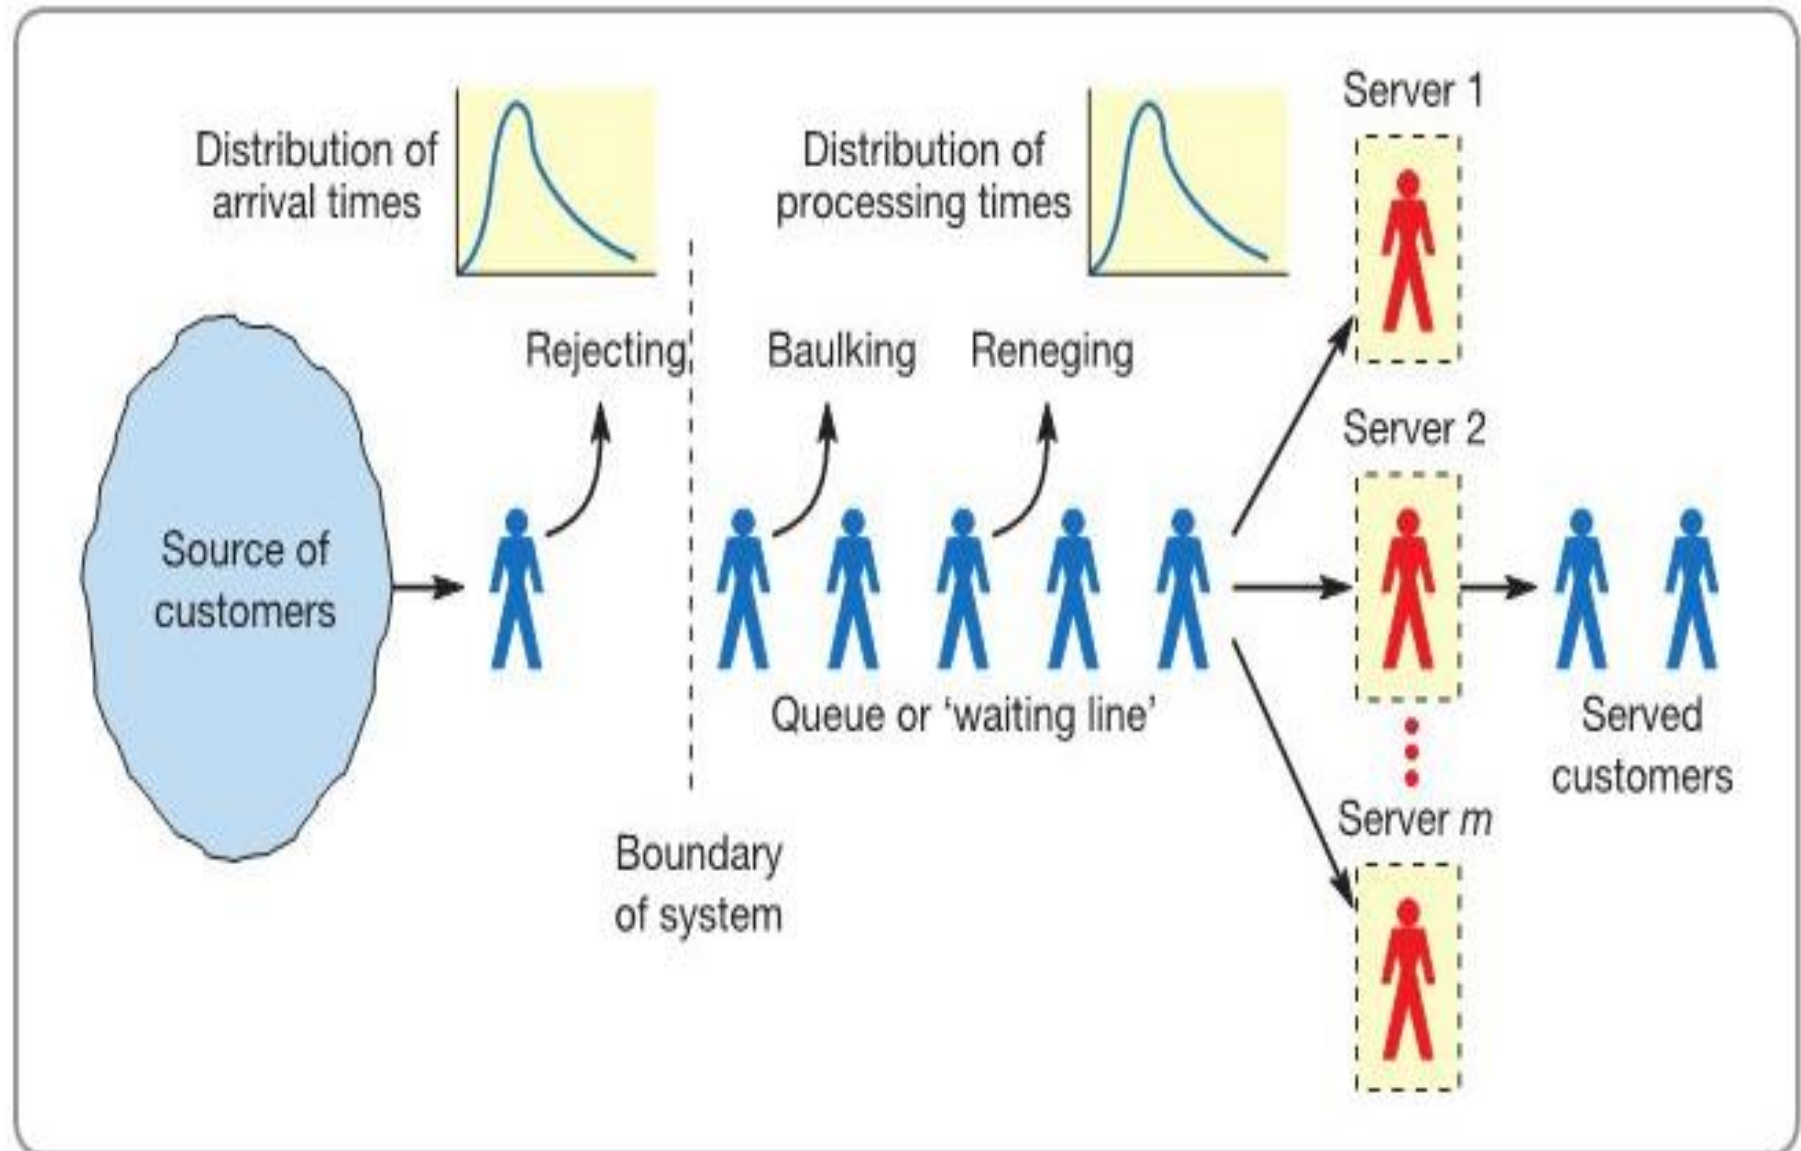 Distribution of
arrival times
Distribution of
processing times
Server 1
Rejecting
Baulking
Reneging
Server 2
Source of
customers
Queue or ‘waiting line’
Served
customers
Server m
Boundary
of system